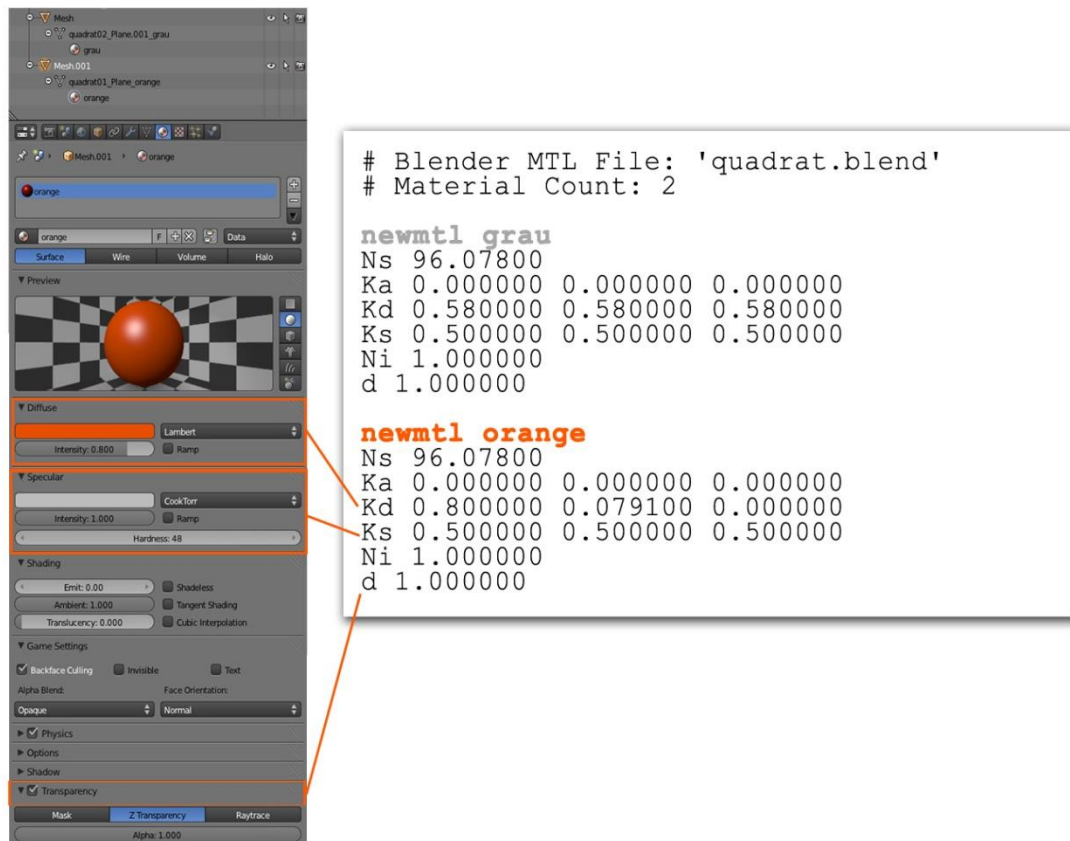 Mesh
quadrat02_Plane.001_grau
grau
Mesh.001
quadrat01_Plane_orange
orange
Mesh.001 orange
orange
orange F Data
Surface Wire Volume Halo
Preview
Diffuse
Lambert
Intensity: 0.800 Ramp
Specular
CookTorr
Intensity: 1.000 Ramp
Hardness: 48
Shading
Emit: 0.00 Shadeless
Ambient: 1.000 Tangent Shading
Translucency: 0.000 Cubic Interpolation
Game Settings
Backface Culling Invisible Text
Alpha Blend: Face Orientation:
Opaque Normal
Physics
Options
Shadow
Transparency
Mask Z Transparency Raytrace
Alpha: 1.000
# Blender MTL File: 'quadrat.blend'
# Material Count: 2
newmtl grau
Ns 96.07800
Ka 0.000000 0.000000 0.000000
Kd 0.580000 0.580000 0.580000
Ks 0.500000 0.500000 0.500000
Ni 1.000000
d 1.000000
newmtl orange
Ns 96.07800
Ka 0.000000 0.000000 0.000000
Kd 0.800000 0.079100 0.000000
Ks 0.500000 0.500000 0.500000
Ni 1.000000
d 1.000000